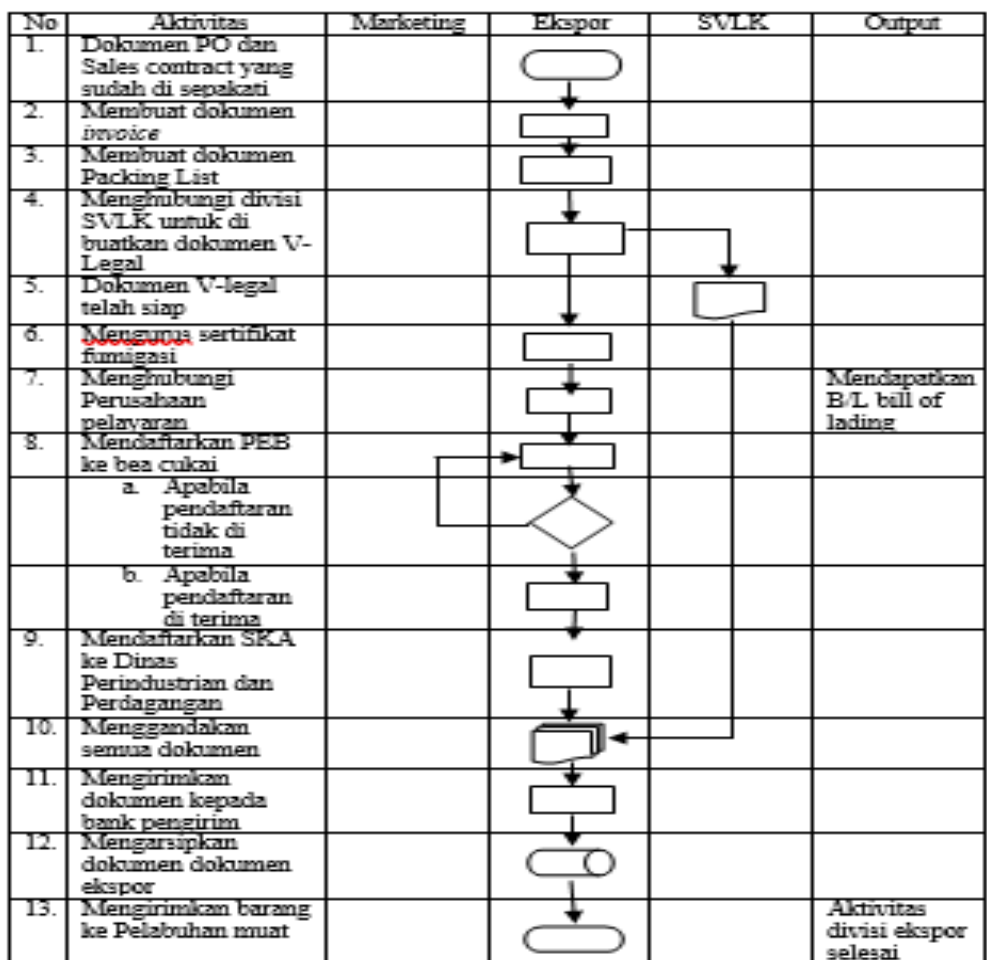 No Aktivitas Marketing Ekspor SVLK Output
1. Dokumen PO dan
Sales contract yang
sudah di sepakati
2. Membuat dokumen
invoice
3. Membuat dokumen
Packing List
4. Menghubungi divisi
SVLK untuk di
buatkan dokumen V-
Legal
5. Dokumen V-legal
telah siap
6. Mengurus sertifikat
fumigasi
7. Menghubungi
Perusahaan
pelayaran
Mendapatkan
B/L bill of
lading
8. Mendaftarkan PEB
ke bea cukai
a. Apabila
pendaftaran
tidak di
terima
b. Apabila
pendaftaran
di terima
9. Mendaftarkan SKA
ke Dinas
Perindustrian dan
Perdagangan
10. Menggandakan
semua dokumen
11. Mengirimkan
dokumen kepada
bank pengirim
12. Mengarsipkan
dokumen dokumen
ekspor
13. Mengirimkan barang
ke Pelabuhan muat
Aktivitas
divisi ekspor
selesai